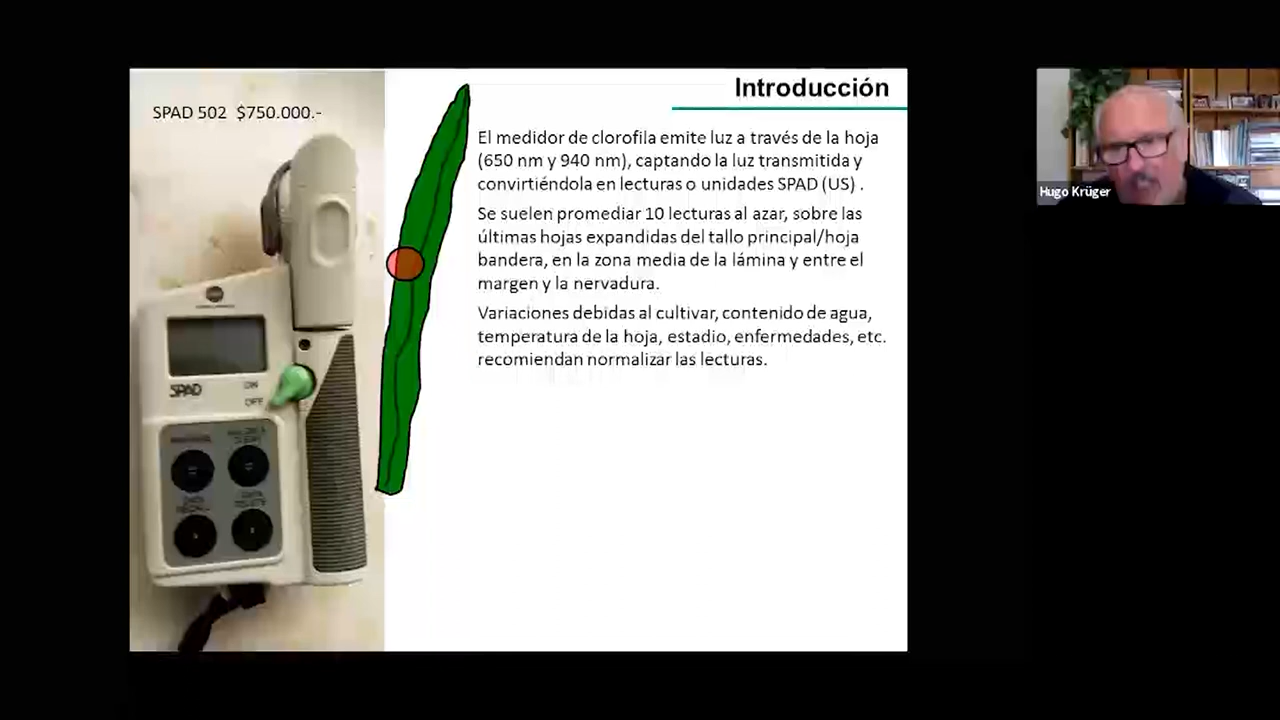 Introducción
SPAD 502  $750.000.-
El medidor de clorofila emite luz a través de la hoja
(650 nm y 940 nm), captando la luz transmitida y
convirtiéndola en lecturas o unidades SPAD (US) .
Se suelen promediar 10 lecturas al azar, sobre las
últimas hojas expandidas del tallo principal/hoja
bandera, en la zona media de la lámina y entre el
margen y la nervadura.
Variaciones debidas al cultivar, contenido de agua,
temperatura de la hoja, estadio, enfermedades, etc.
recomiendan normalizar las lecturas.
SPAD
ON
OFF
Hugo Krüger